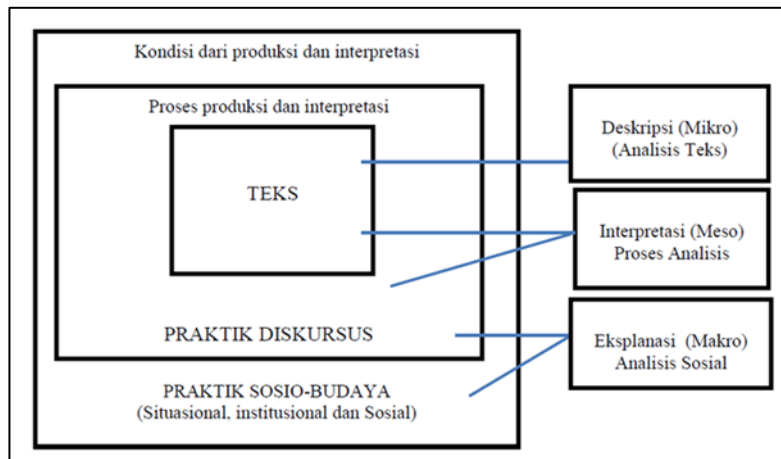 Kondisi dari produksi dan interpretasi
Proses produksi dan interpretasi
TEKS
PRAKTIK DISKURSUS
PRAKTIK SOSIO-BUDAYA
(Situasional, institusional dan Sosial)
Deskripsi (Mikro)
(Analisis Teks)
Interpretasi (Meso)
Proses Analisis
Eksplanasi (Makro)
Analisis Sosial